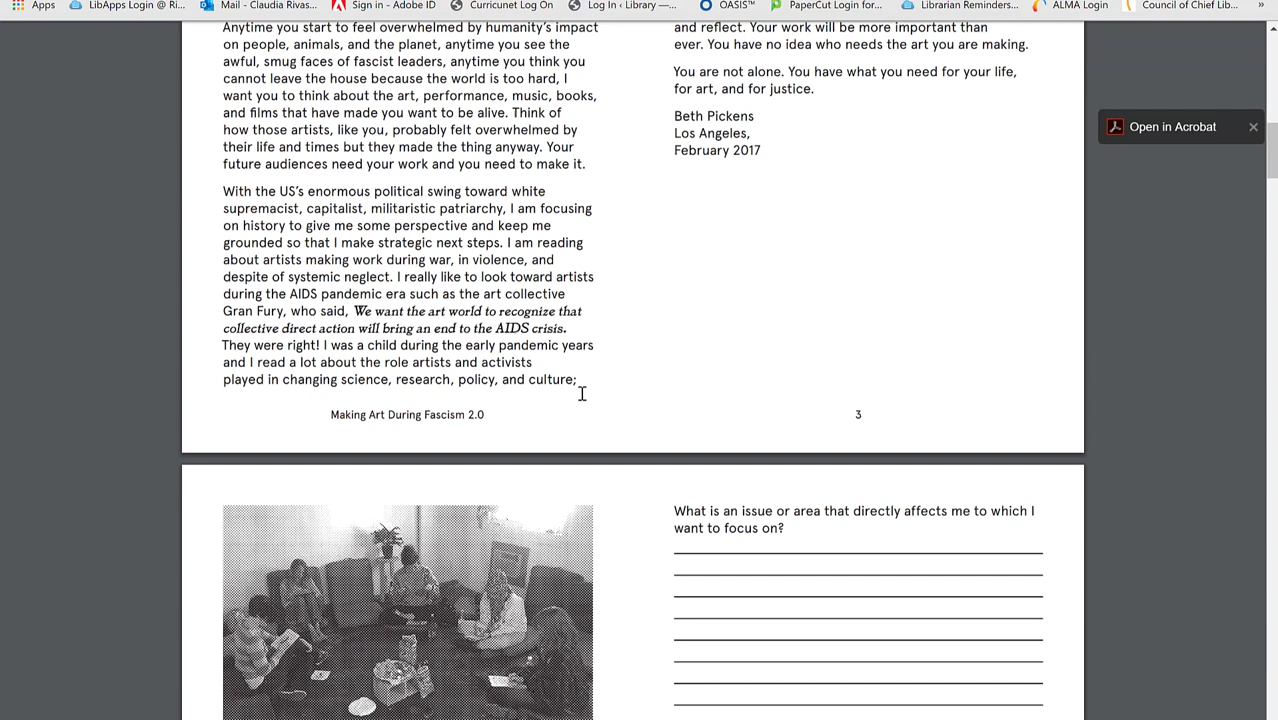 Apps
LibApps Login @ Ri...
Mail - Claudia Rivas...
Sign in - Adobe ID
Curricunet Log On
Log In ‹ Library —...
OASIS™
PaperCut Login for...
Librarian Reminders...
ALMA Login
Council of Chief Lib...
»
Anytime you start to feel overwhelmed by humanity's impact
on people, animals, and the planet, anytime you see the
awful, smug faces of fascist leaders, anytime you think you
cannot leave the house because the world is too hard, I
want you to think about the art, performance, music, books,
and films that have made you want to be alive. Think of
how those artists, like you, probably felt overwhelmed by
their life and times but they made the thing anyway. Your
future audiences need your work and you need to make it.
With the US's enormous political swing toward white
supremacist, capitalist, militaristic patriarchy, I am focusing
on history to give me some perspective and keep me
grounded so that I make strategic next steps. I am reading
about artists making work during war, in violence, and
despite of systemic neglect. I really like to look toward artists
during the AIDS pandemic era such as the art collective
Gran Fury, who said, We want the art world to recognize that
collective direct action will bring an end to the AIDS crisis.
They were right! I was a child during the early pandemic years
and I read a lot about the role artists and activists
played in changing science, research, policy, and culture;
and reflect. Your work will be more important than
ever. You have no idea who needs the art you are making.
You are not alone. You have what you need for your life,
for art, and for justice.
Beth Pickens
Los Angeles,
February 2017
Open in Acrobat
Making Art During Fascism 2.0
3
What is an issue or area that directly affects me to which I
want to focus on?